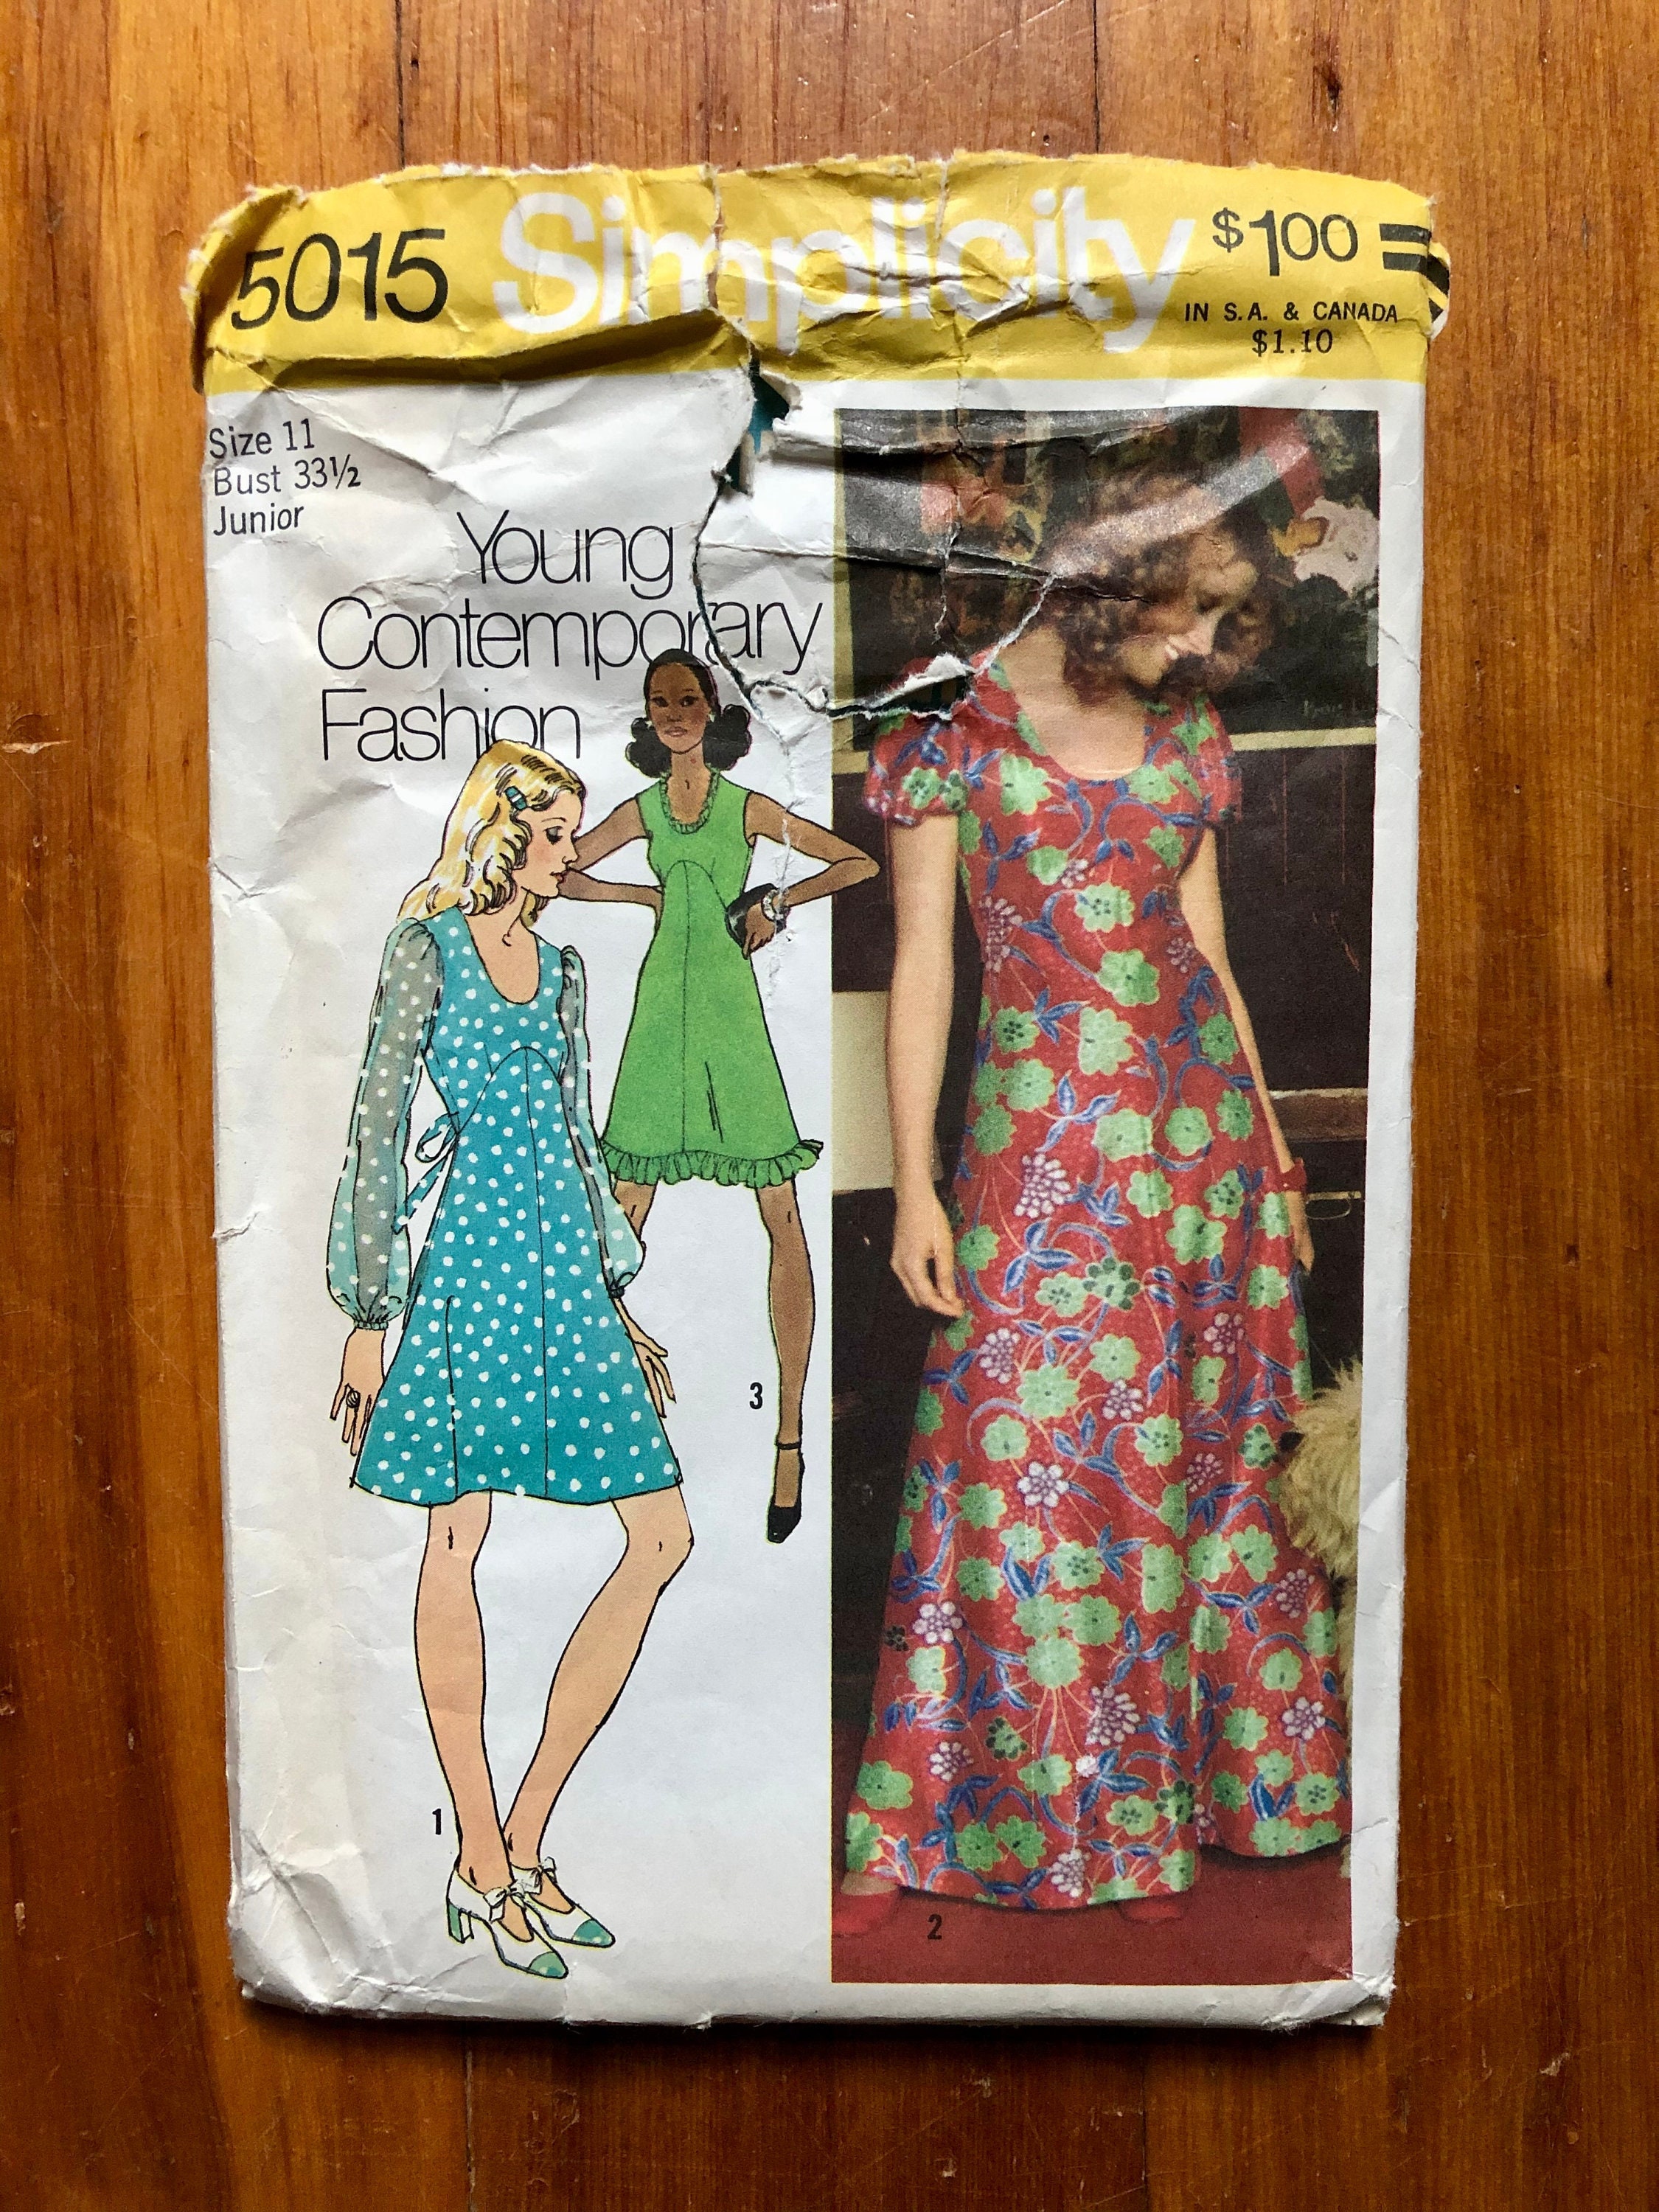 5015 Simplicity $1.00
IN S.A. & CANADA
$1.10
Size 11
Bust 33½
Junior
Young
Contemporary
Fashion
3
1
2